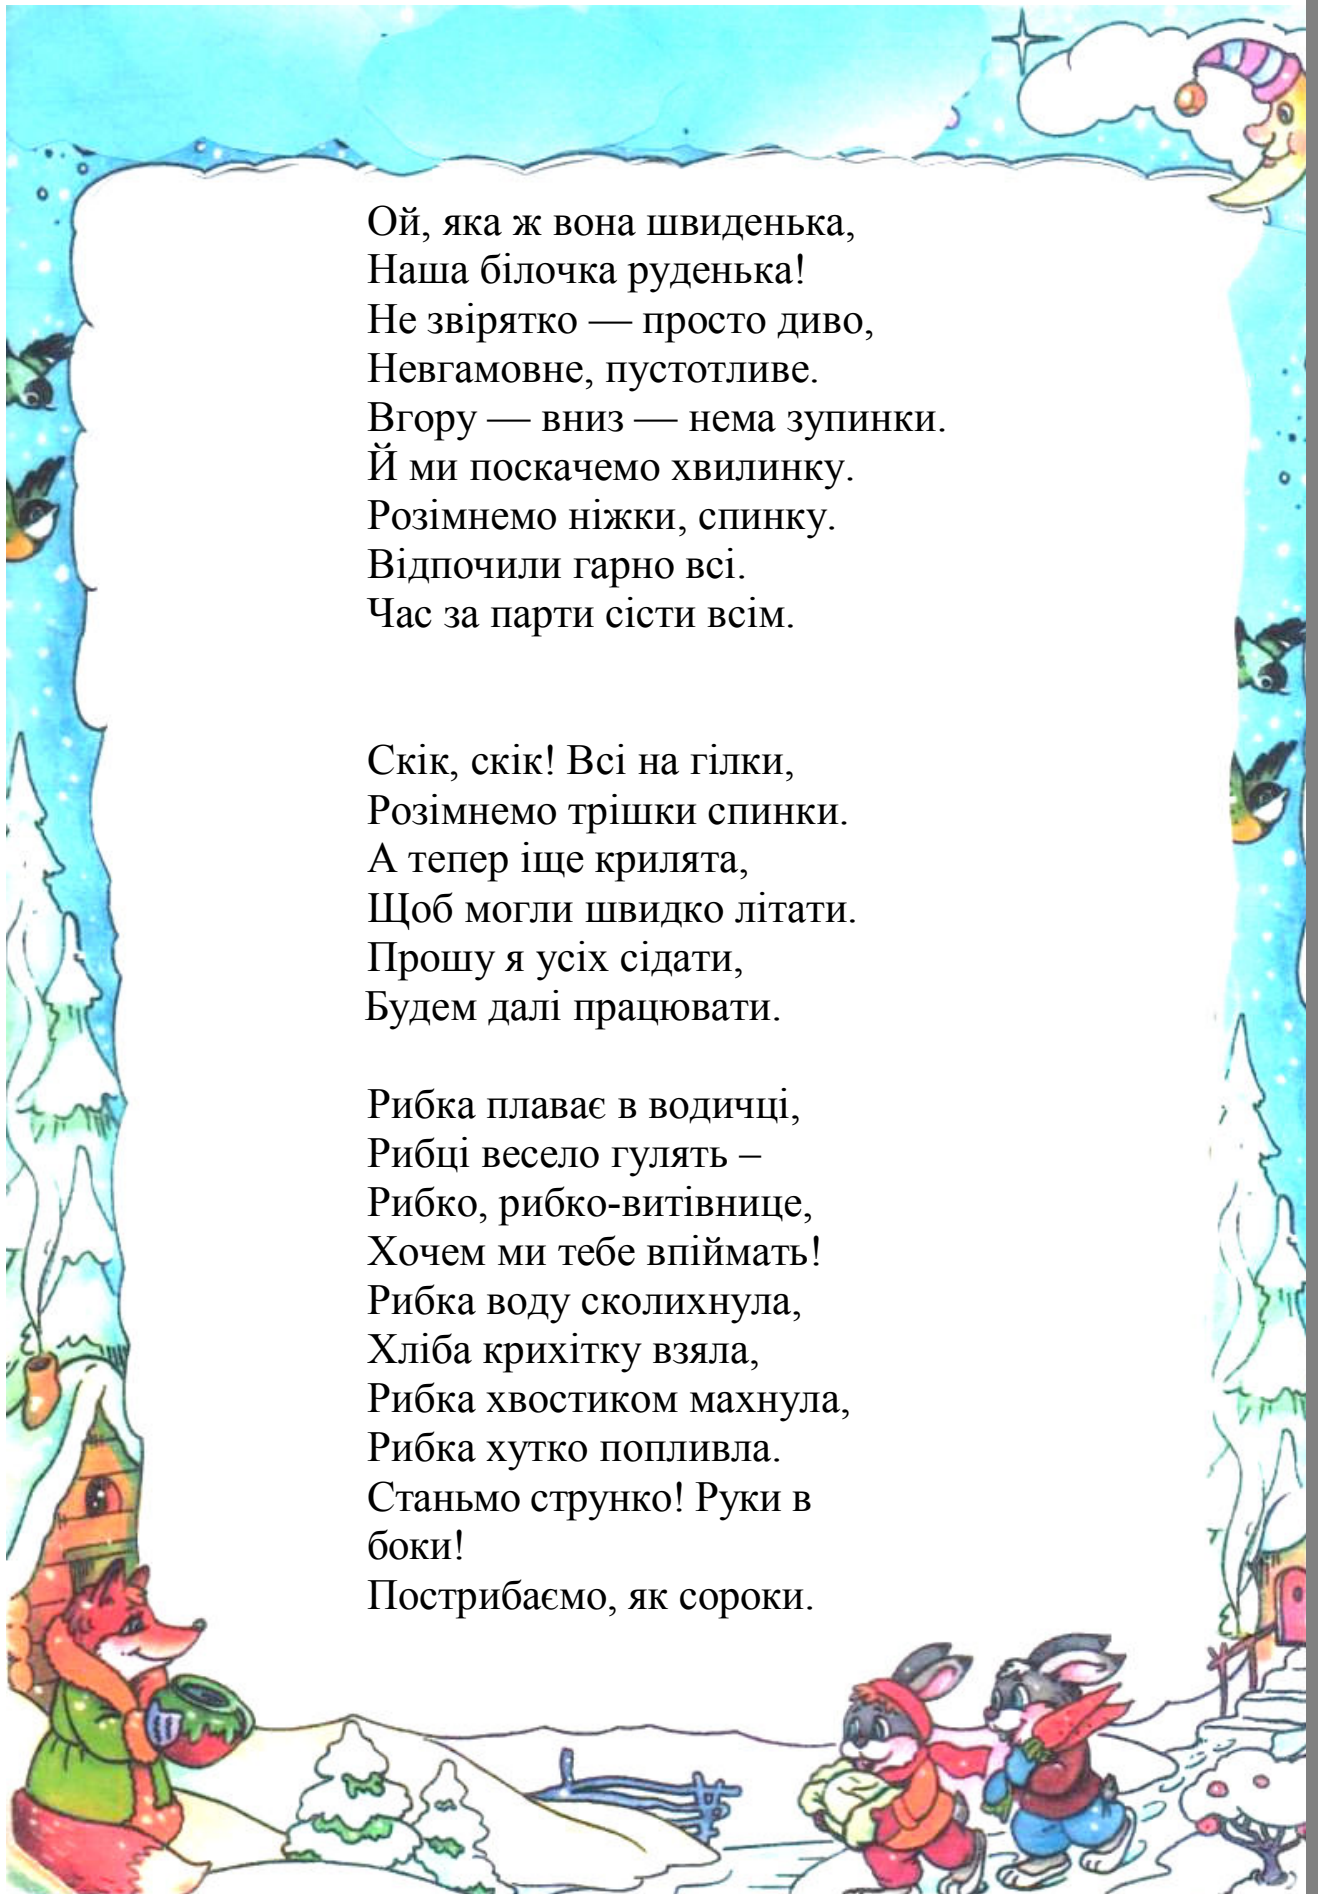 Ой, яка ж вона швиденька,
Наша білочка руденька!
Не звірятко — просто диво,
Невгамовне, пустотливе.
Вгору — вниз — нема зупинки.
Й ми поскачемо хвилинку.
Розімнемо ніжки, спинку.
Відпочили гарно всі.
Час за парти сісти всім.
Скік, скік! Всі на гілки,
Розімнемо трішки спинки.
А тепер іще крилята,
Щоб могли швидко літати.
Прошу я усіх сідати,
Будем далі працювати.
Рибка плаває в водичці,
Рибці весело гулять –
Рибко, рибко-витівнице,
Хочем ми тебе впіймать!
Рибка воду сколихнула,
Хліба крихітку взяла,
Рибка хвостиком махнула,
Рибка хутко попливла.
Станьмо струнко! Руки в
боки!
Пострибаємо, як сороки.